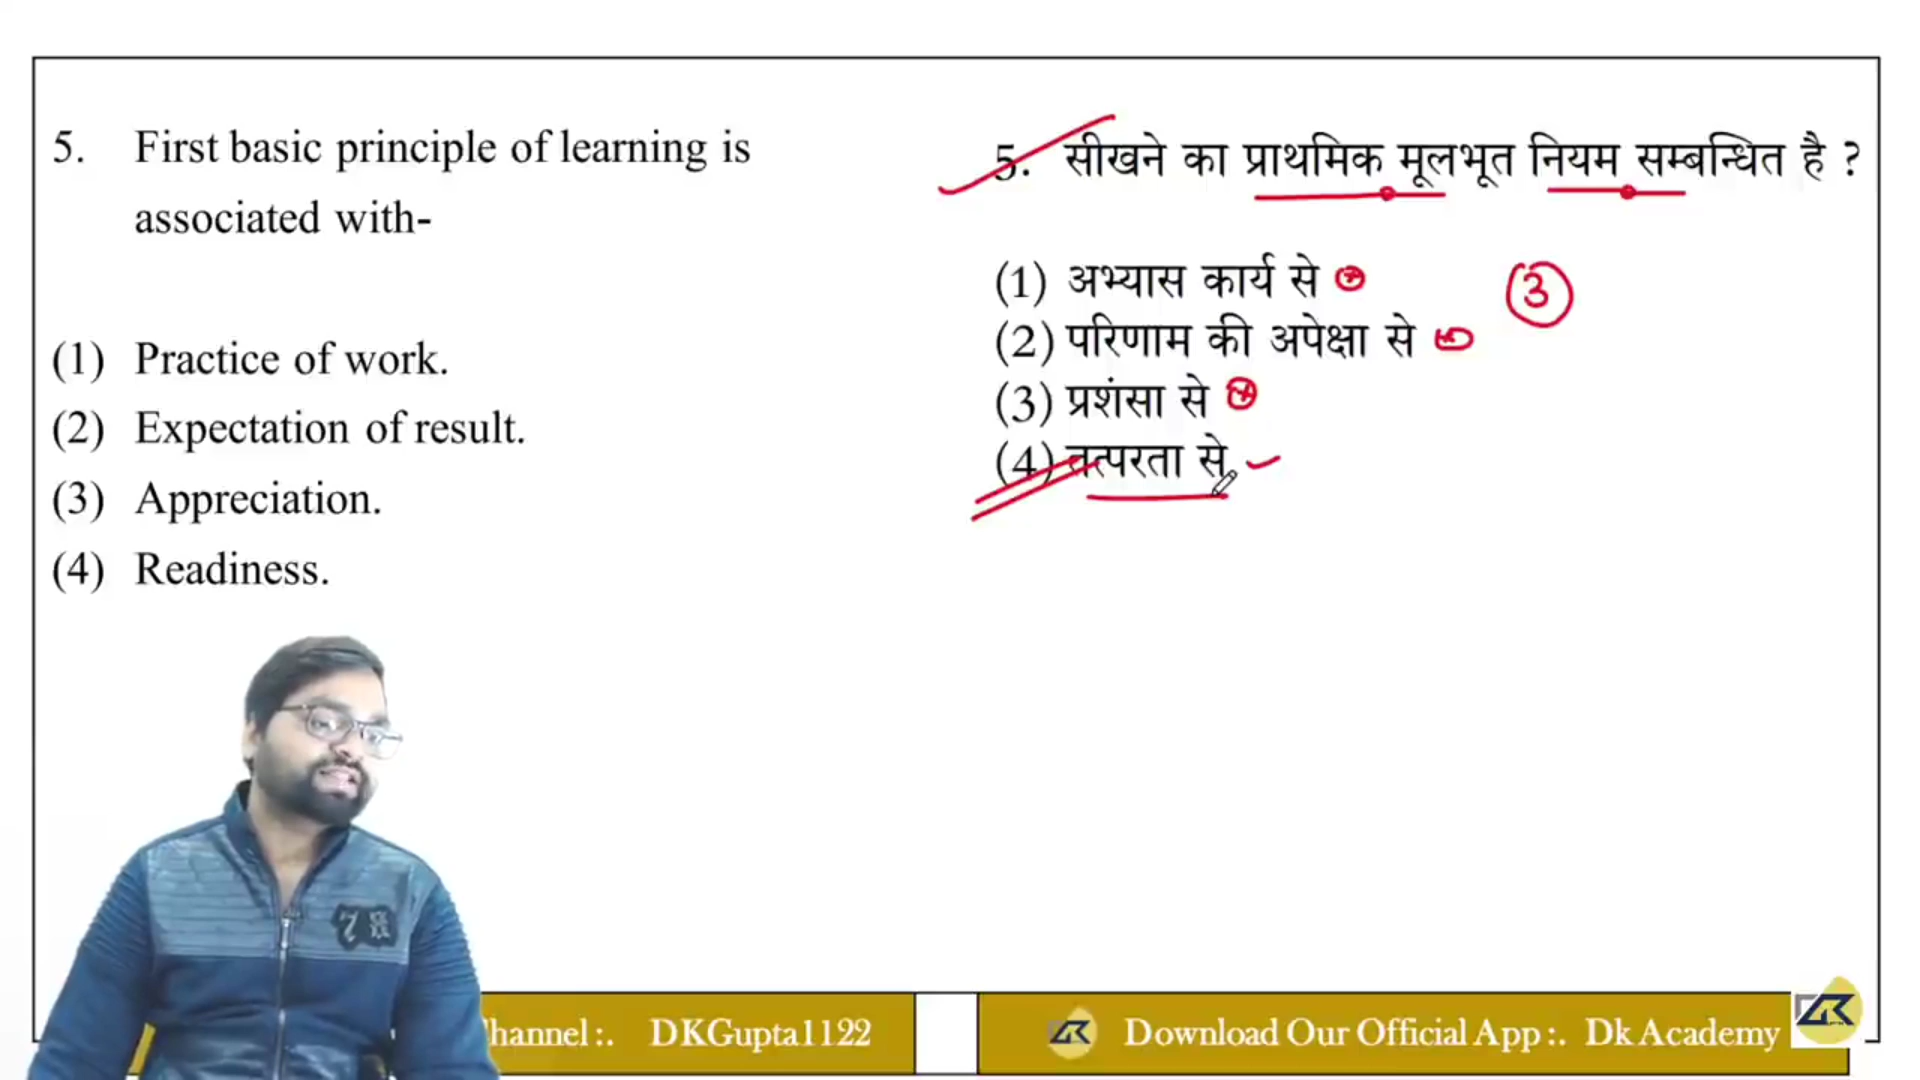 5. First basic principle of learning is
associated with-
(1) Practice of work.
(2) Expectation of result.
(3) Appreciation.
(4) Readiness.
5. सीखने का प्राथमिक मूलभूत नियम सम्बन्धित है ?
(1) अभ्यास कार्य से
(2) परिणाम की अपेक्षा से
(3) प्रशंसा से
(4) तत्परता से
3
hannel :. DKGupta1122
Download Our Official App :. Dk Academy